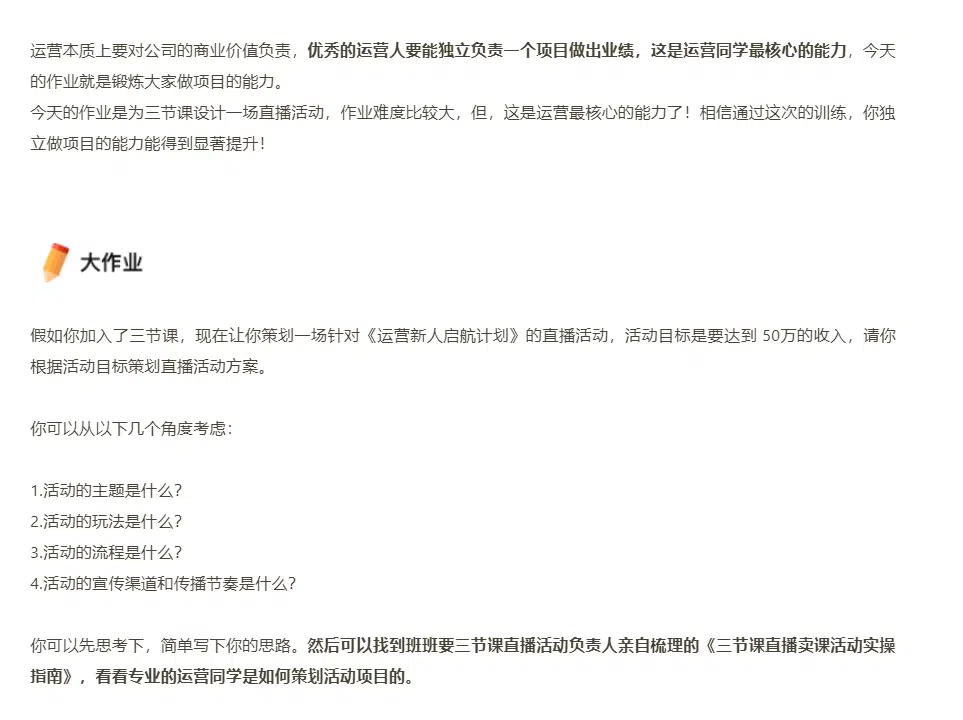 运营本质上要对公司的商业价值负责，优秀的运营人要能独立负责一个项目做出业绩，这是运营同学最核心的能力，今天
的作业就是锻炼大家做项目的能力。
今天的作业是为三节课设计一场直播活动，作业难度比较大，但，这是运营最核心的能力了！相信通过这次的训练，你独
立做项目的能力能得到显著提升！
大作业
假如你加入了三节课，现在让你策划一场针对《运营新人启航计划》的直播活动，活动目标是要达到 50万的收入，请你
根据活动目标策划直播活动方案。
你可以从以下几个角度考虑：
1.活动的主题是什么？
2.活动的玩法是什么？
3.活动的流程是什么？
4.活动的宣传渠道和传播节奏是什么？
你可以先思考下，简单写下你的思路。然后可以找到班班要三节课直播活动负责人亲自梳理的《三节课直播卖课活动实操
指南》，看看专业的运营同学是如何策划活动项目的。